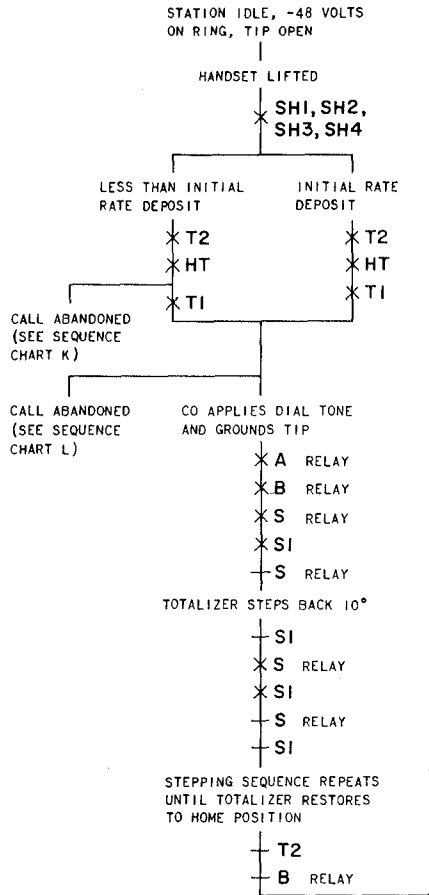 STATION IDLE, -48 VOLTS
ON RING, TIP OPEN
HANDSET LIFTED
SH1, SH2,
SH3, SH4
LESS THAN INITIAL
RATE DEPOSIT
INITIAL RATE
DEPOSIT
T2
HT
T1
T2
HT
T1
CALL ABANDONED
(SEE SEQUENCE
CHART K)
CALL ABANDONED
(SEE SEQUENCE
CHART L)
CO APPLIES DIAL TONE
AND GROUNDS TIP
A RELAY
B RELAY
S RELAY
S1
S RELAY
TOTALIZER STEPS BACK 10°
S1
S RELAY
S1
S RELAY
S1
STEPPING SEQUENCE REPEATS
UNTIL TOTALIZER RESTORES
TO HOME POSITION
T2
B RELAY